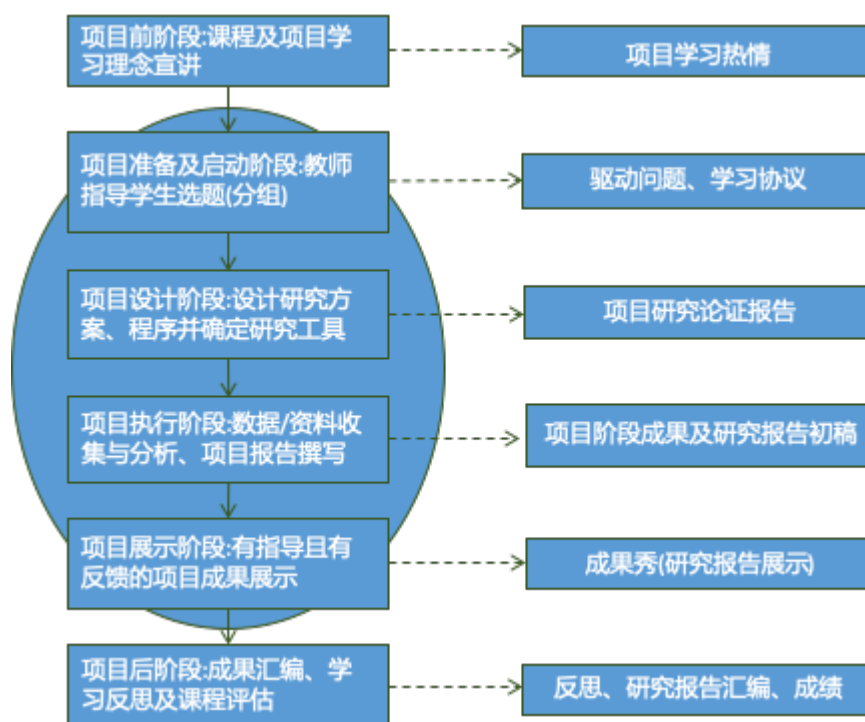 项目前阶段:课程及项目学
习理念宣讲
项目学习热情
项目准备及启动阶段:教师
指导学生选题(分组)
驱动问题、学习协议
项目设计阶段:设计研究方
案、程序并确定研究工具
项目研究论证报告
项目执行阶段:数据/资料收
集与分析、项目报告撰写
项目阶段成果及研究报告初稿
项目展示阶段:有指导且有
反馈的项目成果展示
成果秀(研究报告展示)
项目后阶段:成果汇编、学
习反思及课程评估
反思、研究报告汇编、成绩